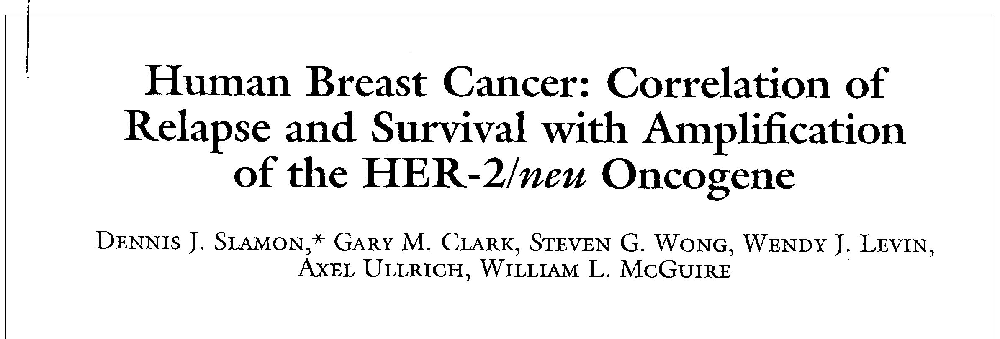 Human Breast Cancer: Correlation of
Relapse and Survival with Amplification
of the HER-2/neu Oncogene
DENNIS J. SLAMON,* GARY M. CLARK, STEVEN G. WONG, WENDY J. LEVIN,
AXEL ULLRICH, WILLIAM L. MCGUIRE